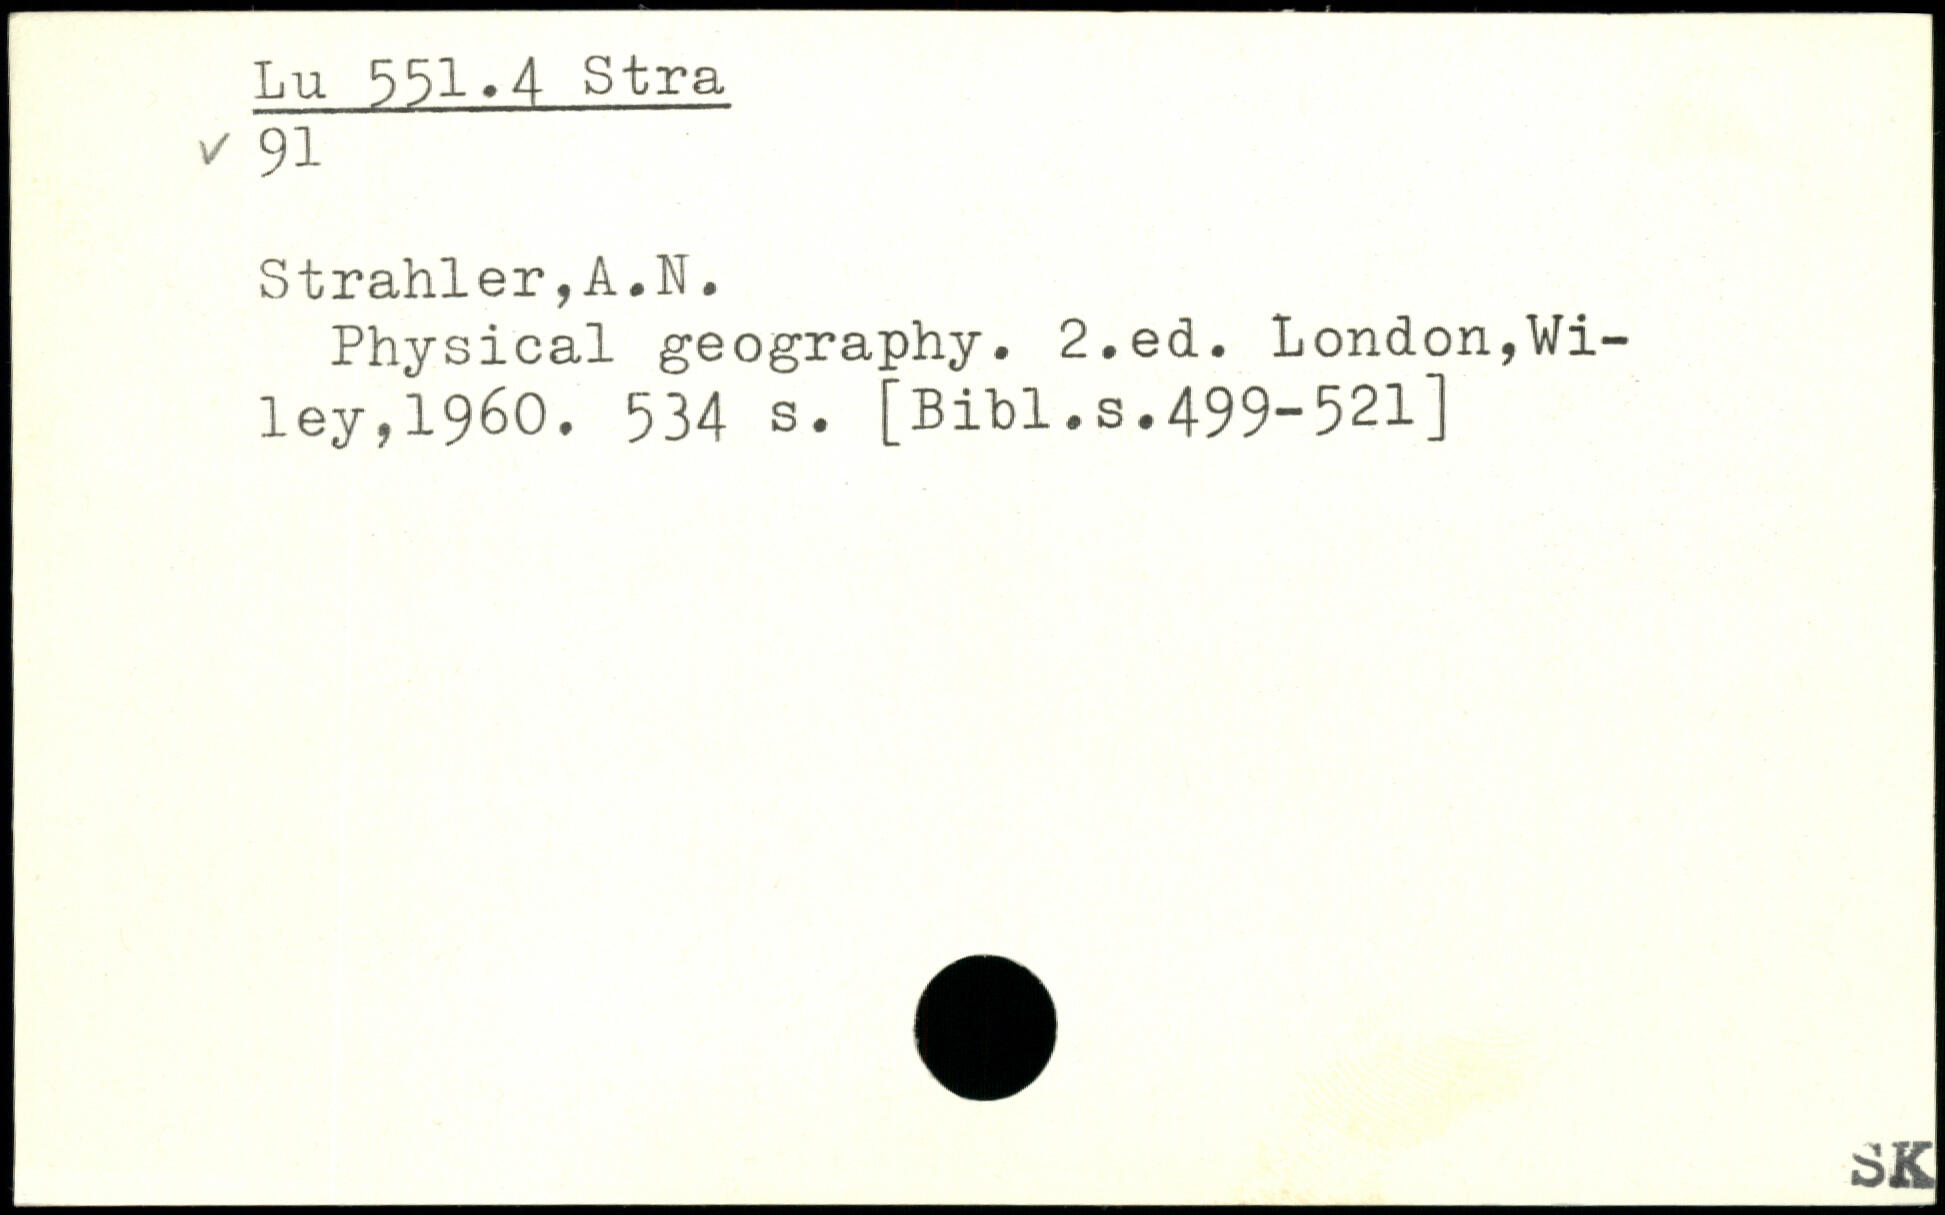 Lu 551.4 Stra
✓ 91
Strahler,A.N.
Physical geography. 2.ed. London,Wi-
ley,1960. 534 s. [Bibl.s.499-521]
SK